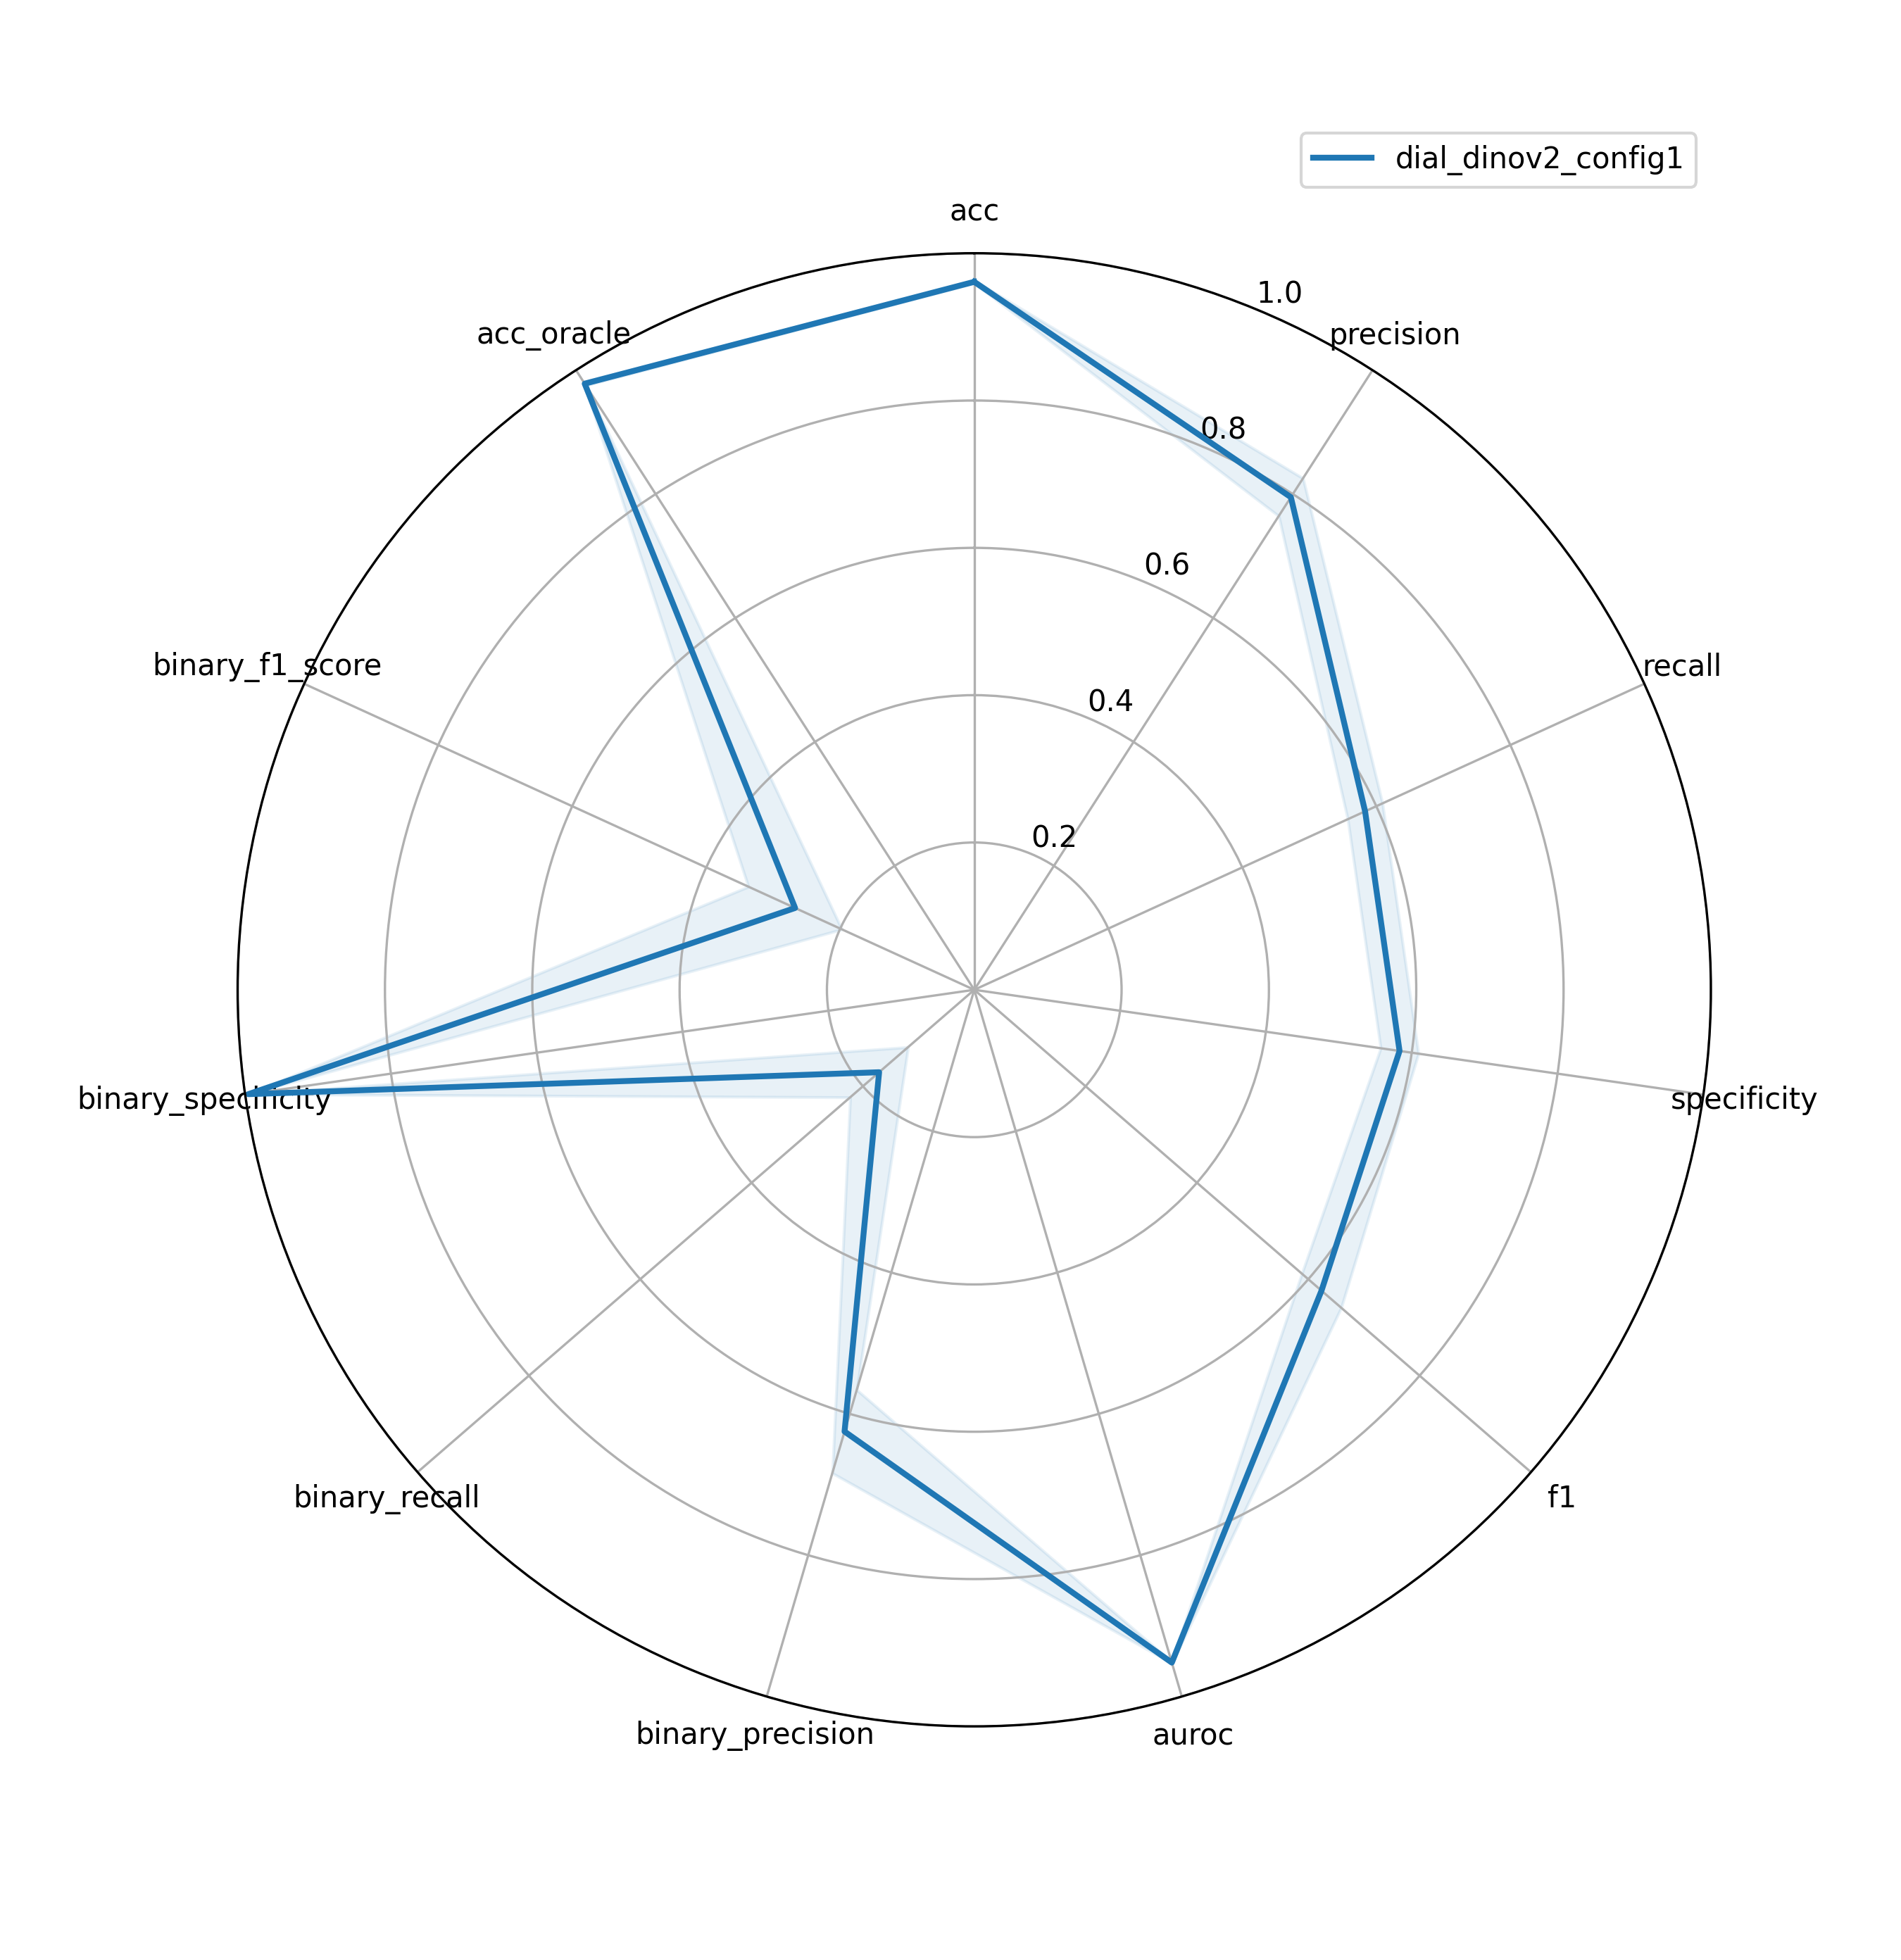 dial_dinov2_config1
acc
1.0
acc_oracle
precision
0.8
0.6
binary_f1_score
recall
0.4
0.2
binary_specificity
specificity
binary_recall
f1
binary_precision
auroc